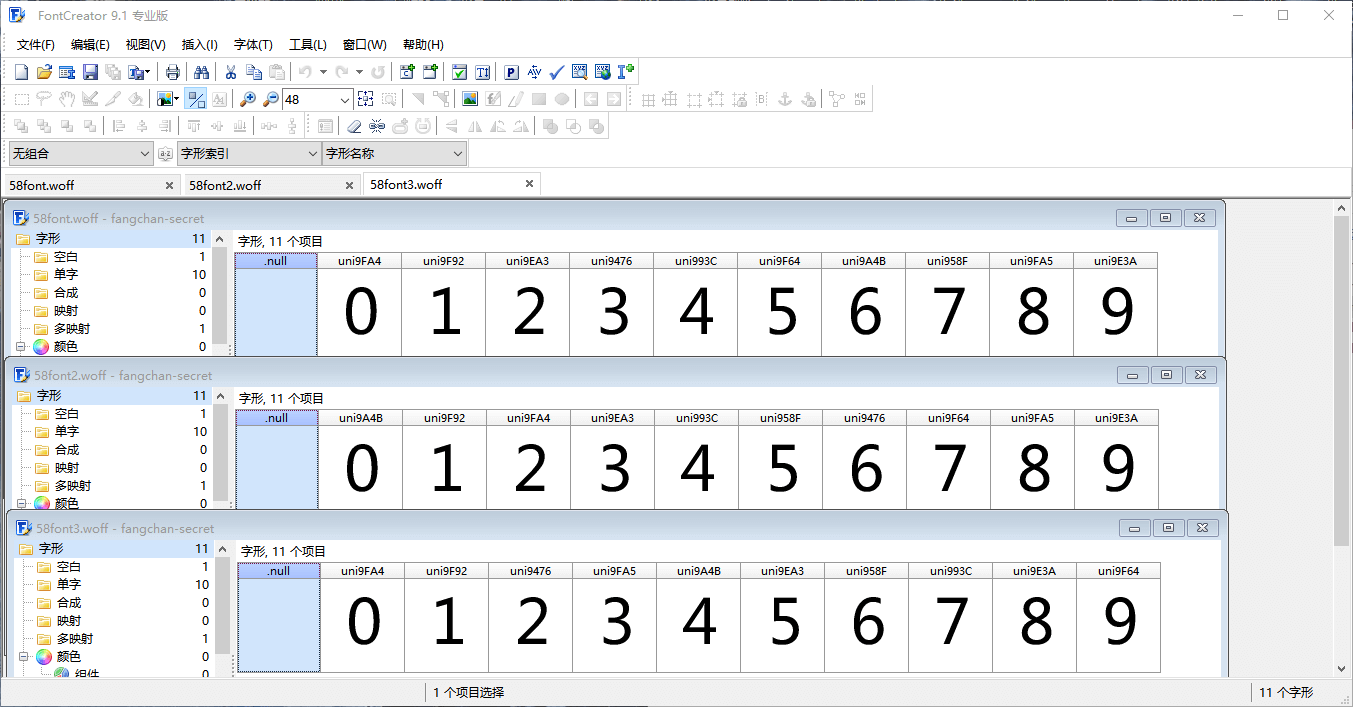 FontCreator 9.1 专业版
文件(F) 编辑(E) 视图(V) 插入(I) 字体(T) 工具(L) 窗口(W) 帮助(H)
48
无组合 字形索引 字形名称
58font.woff 58font2.woff 58font3.woff
58font.woff - fangchan-secret
字形 11
空白 1
单字 10
合成 0
映射 0
多映射 1
颜色 0
字形, 11 个项目
.null uni9FA4 uni9F92 uni9EA3 uni9476 uni993C uni9F64 uni9A4B uni958F uni9FA5 uni9E3A
0 1 2 3 4 5 6 7 8 9
58font2.woff - fangchan-secret
字形 11
空白 1
单字 10
合成 0
映射 0
多映射 1
颜色 0
字形, 11 个项目
.null uni9A4B uni9F92 uni9FA4 uni9EA3 uni993C uni958F uni9476 uni9F64 uni9FA5 uni9E3A
0 1 2 3 4 5 6 7 8 9
58font3.woff - fangchan-secret
字形 11
空白 1
单字 10
合成 0
映射 0
多映射 1
颜色 0
组件 0
字形, 11 个项目
.null uni9FA4 uni9F92 uni9476 uni9FA5 uni9A4B uni9EA3 uni958F uni993C uni9E3A uni9F64
0 1 2 3 4 5 6 7 8 9
1 个项目选择 11 个字形